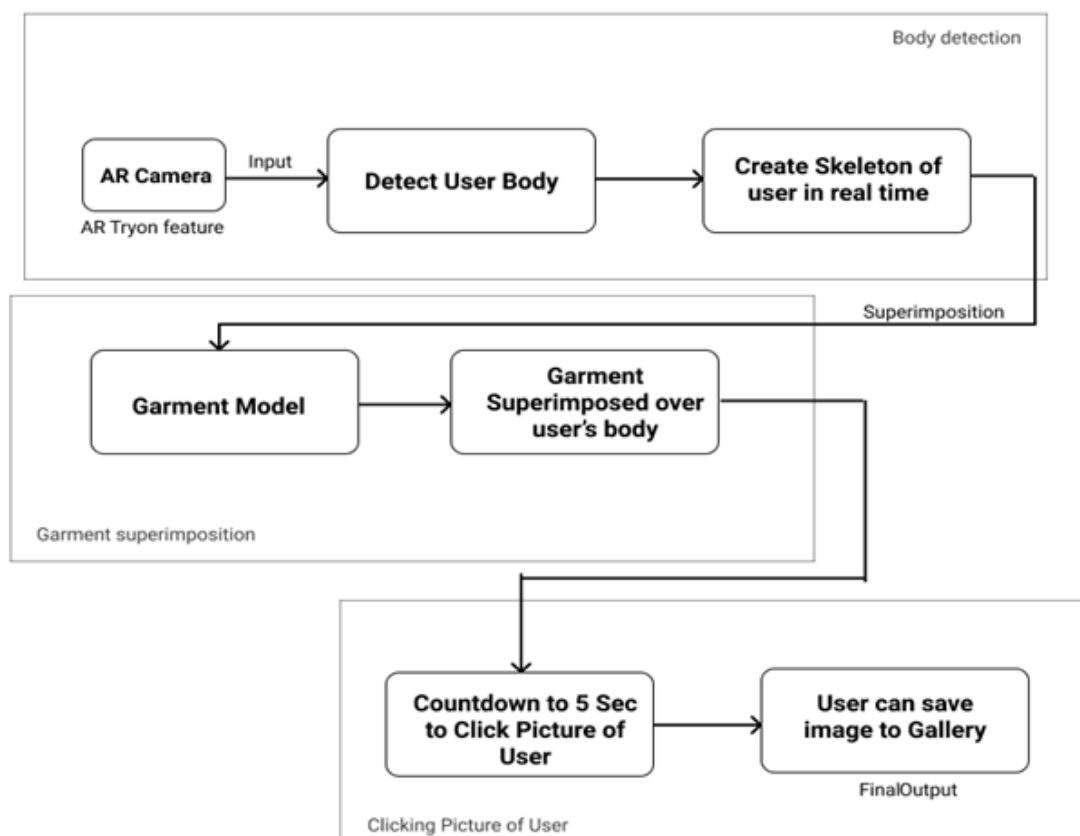 Body detection
AR Camera
AR Tryon feature
Input
Detect User Body
Create Skeleton of
user in real time
Superimposition
Garment Model
Garment
Superimposed over
user's body
Garment superimposition
Countdown to 5 Sec
to Click Picture of
User
User can save
image to Gallery
FinalOutput
Clicking Picture of User